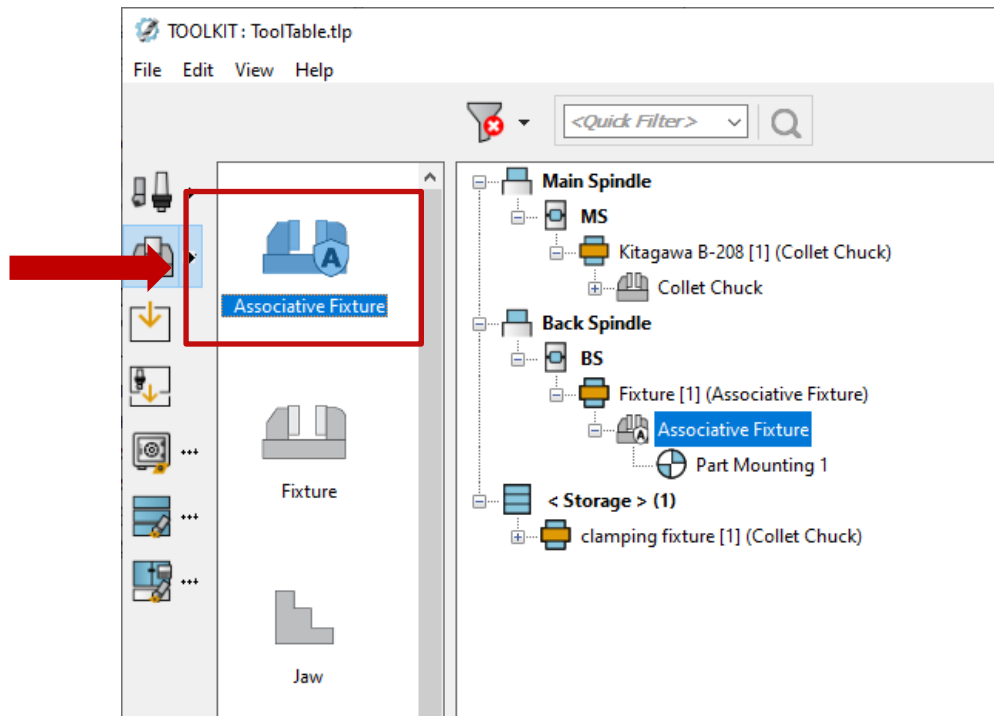 TOOLKIT : ToolTable.tlp
File Edit View Help
<Quick Filter>
Associative Fixture
Fixture
Jaw
Main Spindle
MS
Kitagawa B-208 [1] (Collet Chuck)
Collet Chuck
Back Spindle
BS
Fixture [1] (Associative Fixture)
A Associative Fixture
Part Mounting 1
< Storage > (1)
clamping fixture [1] (Collet Chuck)